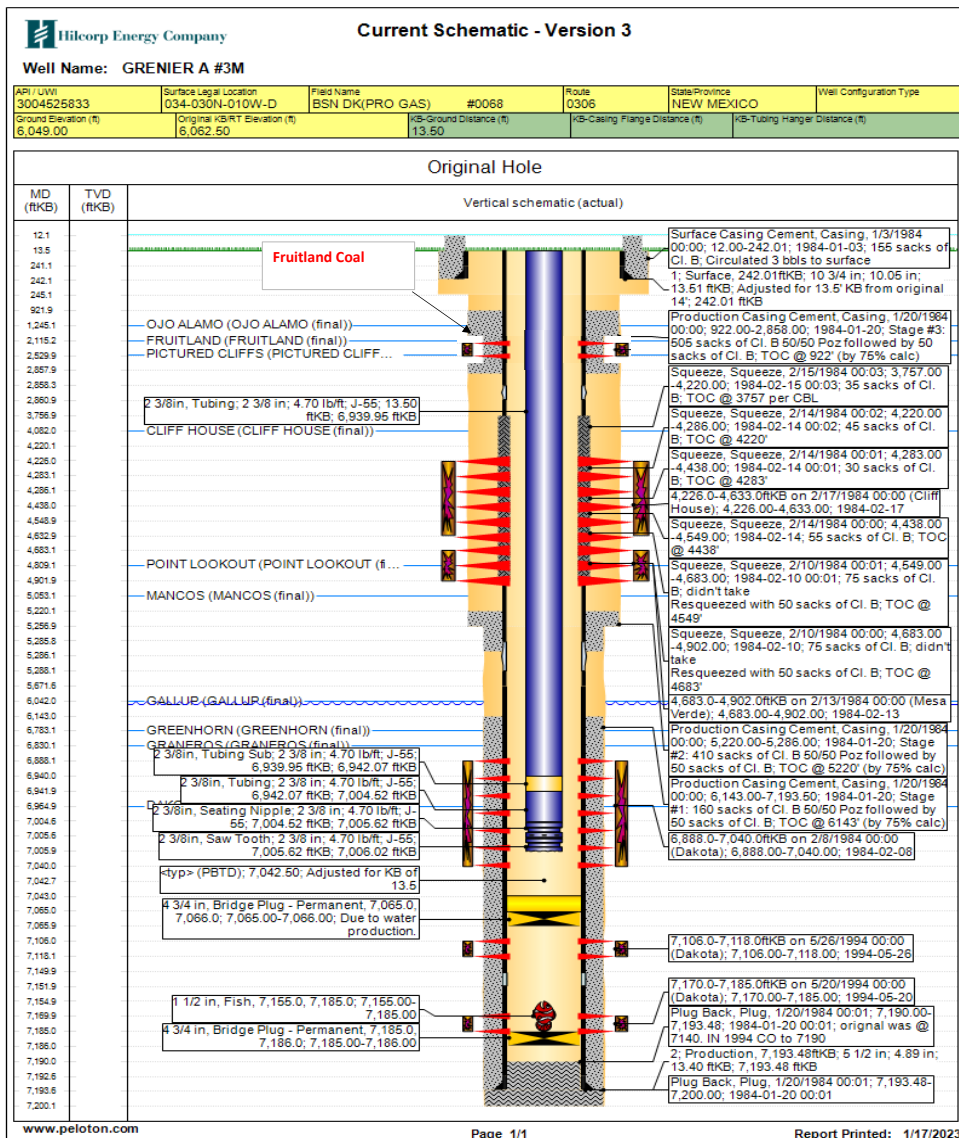 Hilcorp Energy Company
Current Schematic - Version 3
Well Name: GRENIER A #3M
API / UWI
3004525833
Surface Legal Location
034-030N-010W-D
Field Name
BSN DK(PRO GAS) #0068
Route
0306
State/Province
NEW MEXICO
Well Configuration Type
Ground Elevation (ft)
6,049.00
Original KB/RT Elevation (ft)
6,062.50
KB-Ground Distance (ft)
13.50
KB-Casing Flange Distance (ft)
KB-Tubing Hanger Distance (ft)
Original Hole
MD
(ftKB)
TVD
(ftKB)
Vertical schematic (actual)
12.1
13.5
241.1
242.1
245.1
921.9
1,245.1
2,115.2
2,529.9
2,857.9
2,858.3
2,860.9
3,756.9
4,082.0
4,220.1
4,226.0
4,283.1
4,286.1
4,438.0
4,548.9
4,632.9
4,683.1
4,809.1
4,901.9
5,053.1
5,220.1
5,256.9
5,285.8
5,286.1
5,288.1
5,671.6
6,042.0
6,143.0
6,783.1
6,830.1
6,888.1
6,940.0
6,941.9
6,964.9
7,004.6
7,005.6
7,005.9
7,040.0
7,042.7
7,043.0
7,065.0
7,065.9
7,106.0
7,118.1
7,149.9
7,154.9
7,169.9
7,185.0
7,186.0
7,190.0
7,192.6
7,193.6
7,200.1
Fruitland Coal
OJO ALAMO (OJO ALAMO (final))
FRUITLAND (FRUITLAND (final))
PICTURED CLIFFS (PICTURED CLIFF...
2 3/8in, Tubing; 2 3/8 in; 4.70 lb/ft; J-55; 13.50
ftKB; 6,939.95 ftKB
CLIFF HOUSE (CLIFF HOUSE (final))
POINT LOOKOUT (POINT LOOKOUT (fi...
MANCOS (MANCOS (final))
GALLUP (GALLUP (final))
GREENHORN (GREENHORN (final))
GRANEROS (GRANEROS (final))
2 3/8in, Tubing Sub; 2 3/8 in; 4.70 lb/ft; J-55;
6,939.95 ftKB; 6,942.07 ftKB
2 3/8in, Tubing; 2 3/8 in; 4.70 lb/ft; J-55;
6,942.07 ftKB; 7,004.52 ftKB
2 3/8in, Seating Nipple; 2 3/8 in; 4.70 lb/ft; J-
55; 7,004.52 ftKB; 7,005.62 ftKB
2 3/8in, Saw Tooth; 2 3/8 in; 4.70 lb/ft; J-55;
7,005.62 ftKB; 7,006.02 ftKB
<typ> (PBTD); 7,042.50; Adjusted for KB of
13.5
4 3/4 in, Bridge Plug - Permanent, 7,065.0,
7,066.0; 7,065.00-7,066.00; Due to water
production.
1 1/2 in, Fish, 7,155.0, 7,185.0; 7,155.00-
7,185.00
4 3/4 in, Bridge Plug - Permanent, 7,185.0,
7,186.0; 7,185.00-7,186.00
Surface Casing Cement, Casing, 1/3/1984
00:00; 12.00-242.01; 1984-01-03; 155 sacks of
Cl. B; Circulated 3 bbls to surface
1; Surface, 242.01ftKB; 10 3/4 in; 10.05 in;
13.51 ftKB; Adjusted for 13.5' KB from original
14'; 242.01 ftKB
Production Casing Cement, Casing, 1/20/1984
00:00; 922.00-2,858.00; 1984-01-20; Stage #3:
505 sacks of Cl. B 50/50 Poz followed by 50
sacks of Cl. B; TOC @ 922' (by 75% calc)
Squeeze, Squeeze, 2/15/1984 00:03; 3,757.00
-4,220.00; 1984-02-15 00:03; 35 sacks of Cl.
B; TOC @ 3757 per CBL
Squeeze, Squeeze, 2/14/1984 00:02; 4,220.00
-4,286.00; 1984-02-14 00:02; 45 sacks of Cl.
B; TOC @ 4220'
Squeeze, Squeeze, 2/14/1984 00:01; 4,283.00
-4,438.00; 1984-02-14 00:01; 30 sacks of Cl.
B; TOC @ 4283'
4,226.0-4,633.0ftKB on 2/17/1984 00:00 (Cliff
House); 4,226.00-4,633.00; 1984-02-17
Squeeze, Squeeze, 2/14/1984 00:00; 4,438.00
-4,549.00; 1984-02-14; 55 sacks of Cl. B; TOC
@ 4438'
Squeeze, Squeeze, 2/10/1984 00:01; 4,549.00
-4,683.00; 1984-02-10 00:01; 75 sacks of Cl.
B; didn't take
Resqueezed with 50 sacks of Cl. B; TOC @
4549'
Squeeze, Squeeze, 2/10/1984 00:00; 4,683.00
-4,902.00; 1984-02-10; 75 sacks of Cl. B; didn't
take
Resqueezed with 50 sacks of Cl. B; TOC @
4683'
4,683.0-4,902.0ftKB on 2/13/1984 00:00 (Mesa
Verde); 4,683.00-4,902.00; 1984-02-13
Production Casing Cement, Casing, 1/20/1984
00:00; 5,220.00-5,286.00; 1984-01-20; Stage
#2: 410 sacks of Cl. B 50/50 Poz followed by
50 sacks of Cl. B; TOC @ 5220' (by 75% calc)
Production Casing Cement, Casing, 1/20/1984
00:00; 6,143.00-7,193.50; 1984-01-20; Stage
#1: 160 sacks of Cl. B 50/50 Poz followed by
50 sacks of Cl. B; TOC @ 6143' (by 75% calc)
6,888.0-7,040.0ftKB on 2/8/1984 00:00
(Dakota); 6,888.00-7,040.00; 1984-02-08
7,106.0-7,118.0ftKB on 5/26/1994 00:00
(Dakota); 7,106.00-7,118.00; 1994-05-26
7,170.0-7,185.0ftKB on 5/20/1994 00:00
(Dakota); 7,170.00-7,185.00; 1994-05-20
Plug Back, Plug, 1/20/1984 00:01; 7,190.00-
7,193.48; 1984-01-20 00:01; orignal was @
7140. IN 1994 CO to 7190
2; Production, 7,193.48ftKB; 5 1/2 in; 4.89 in;
13.40 ftKB; 7,193.48 ftKB
Plug Back, Plug, 1/20/1984 00:01; 7,193.48-
7,200.00; 1984-01-20 00:01
www.peloton.com
Page 1/1
Report Printed: 1/17/2023